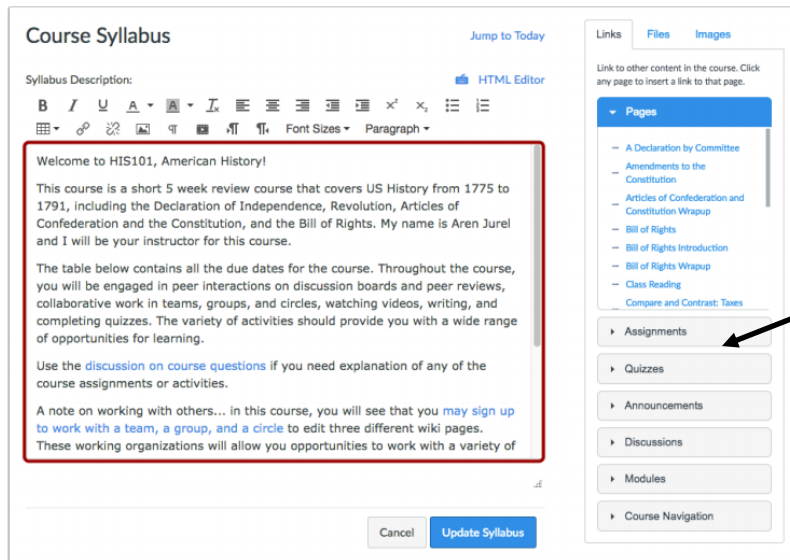 Course Syllabus
Jump to Today
Syllabus Description:
HTML Editor
Font Sizes
Paragraph
Welcome to HIS101, American History!
This course is a short 5 week review course that covers US History from 1775 to
1791, including the Declaration of Independence, Revolution, Articles of
Confederation and the Constitution, and the Bill of Rights. My name is Aren Jurel
and I will be your instructor for this course.
The table below contains all the due dates for the course. Throughout the course,
you will be engaged in peer interactions on discussion boards and peer reviews,
collaborative work in teams, groups, and circles, watching videos, writing, and
completing quizzes. The variety of activities should provide you with a wide range
of opportunities for learning.
Use the discussion on course questions if you need explanation of any of the
course assignments or activities.
A note on working with others... in this course, you will see that you may sign up
to work with a team, a group, and a circle to edit three different wiki pages.
These working organizations will allow you opportunities to work with a variety of
Cancel
Update Syllabus
Links
Files
Images
Link to other content in the course. Click
any page to insert a link to that page.
Pages
A Declaration by Committee
Amendments to the
Constitution
Articles of Confederation and
Constitution Wrapup
Bill of Rights
Bill of Rights Introduction
Bill of Rights Wrapup
Class Reading
Compare and Contrast: Taxes
Assignments
Quizzes
Announcements
Discussions
Modules
Course Navigation